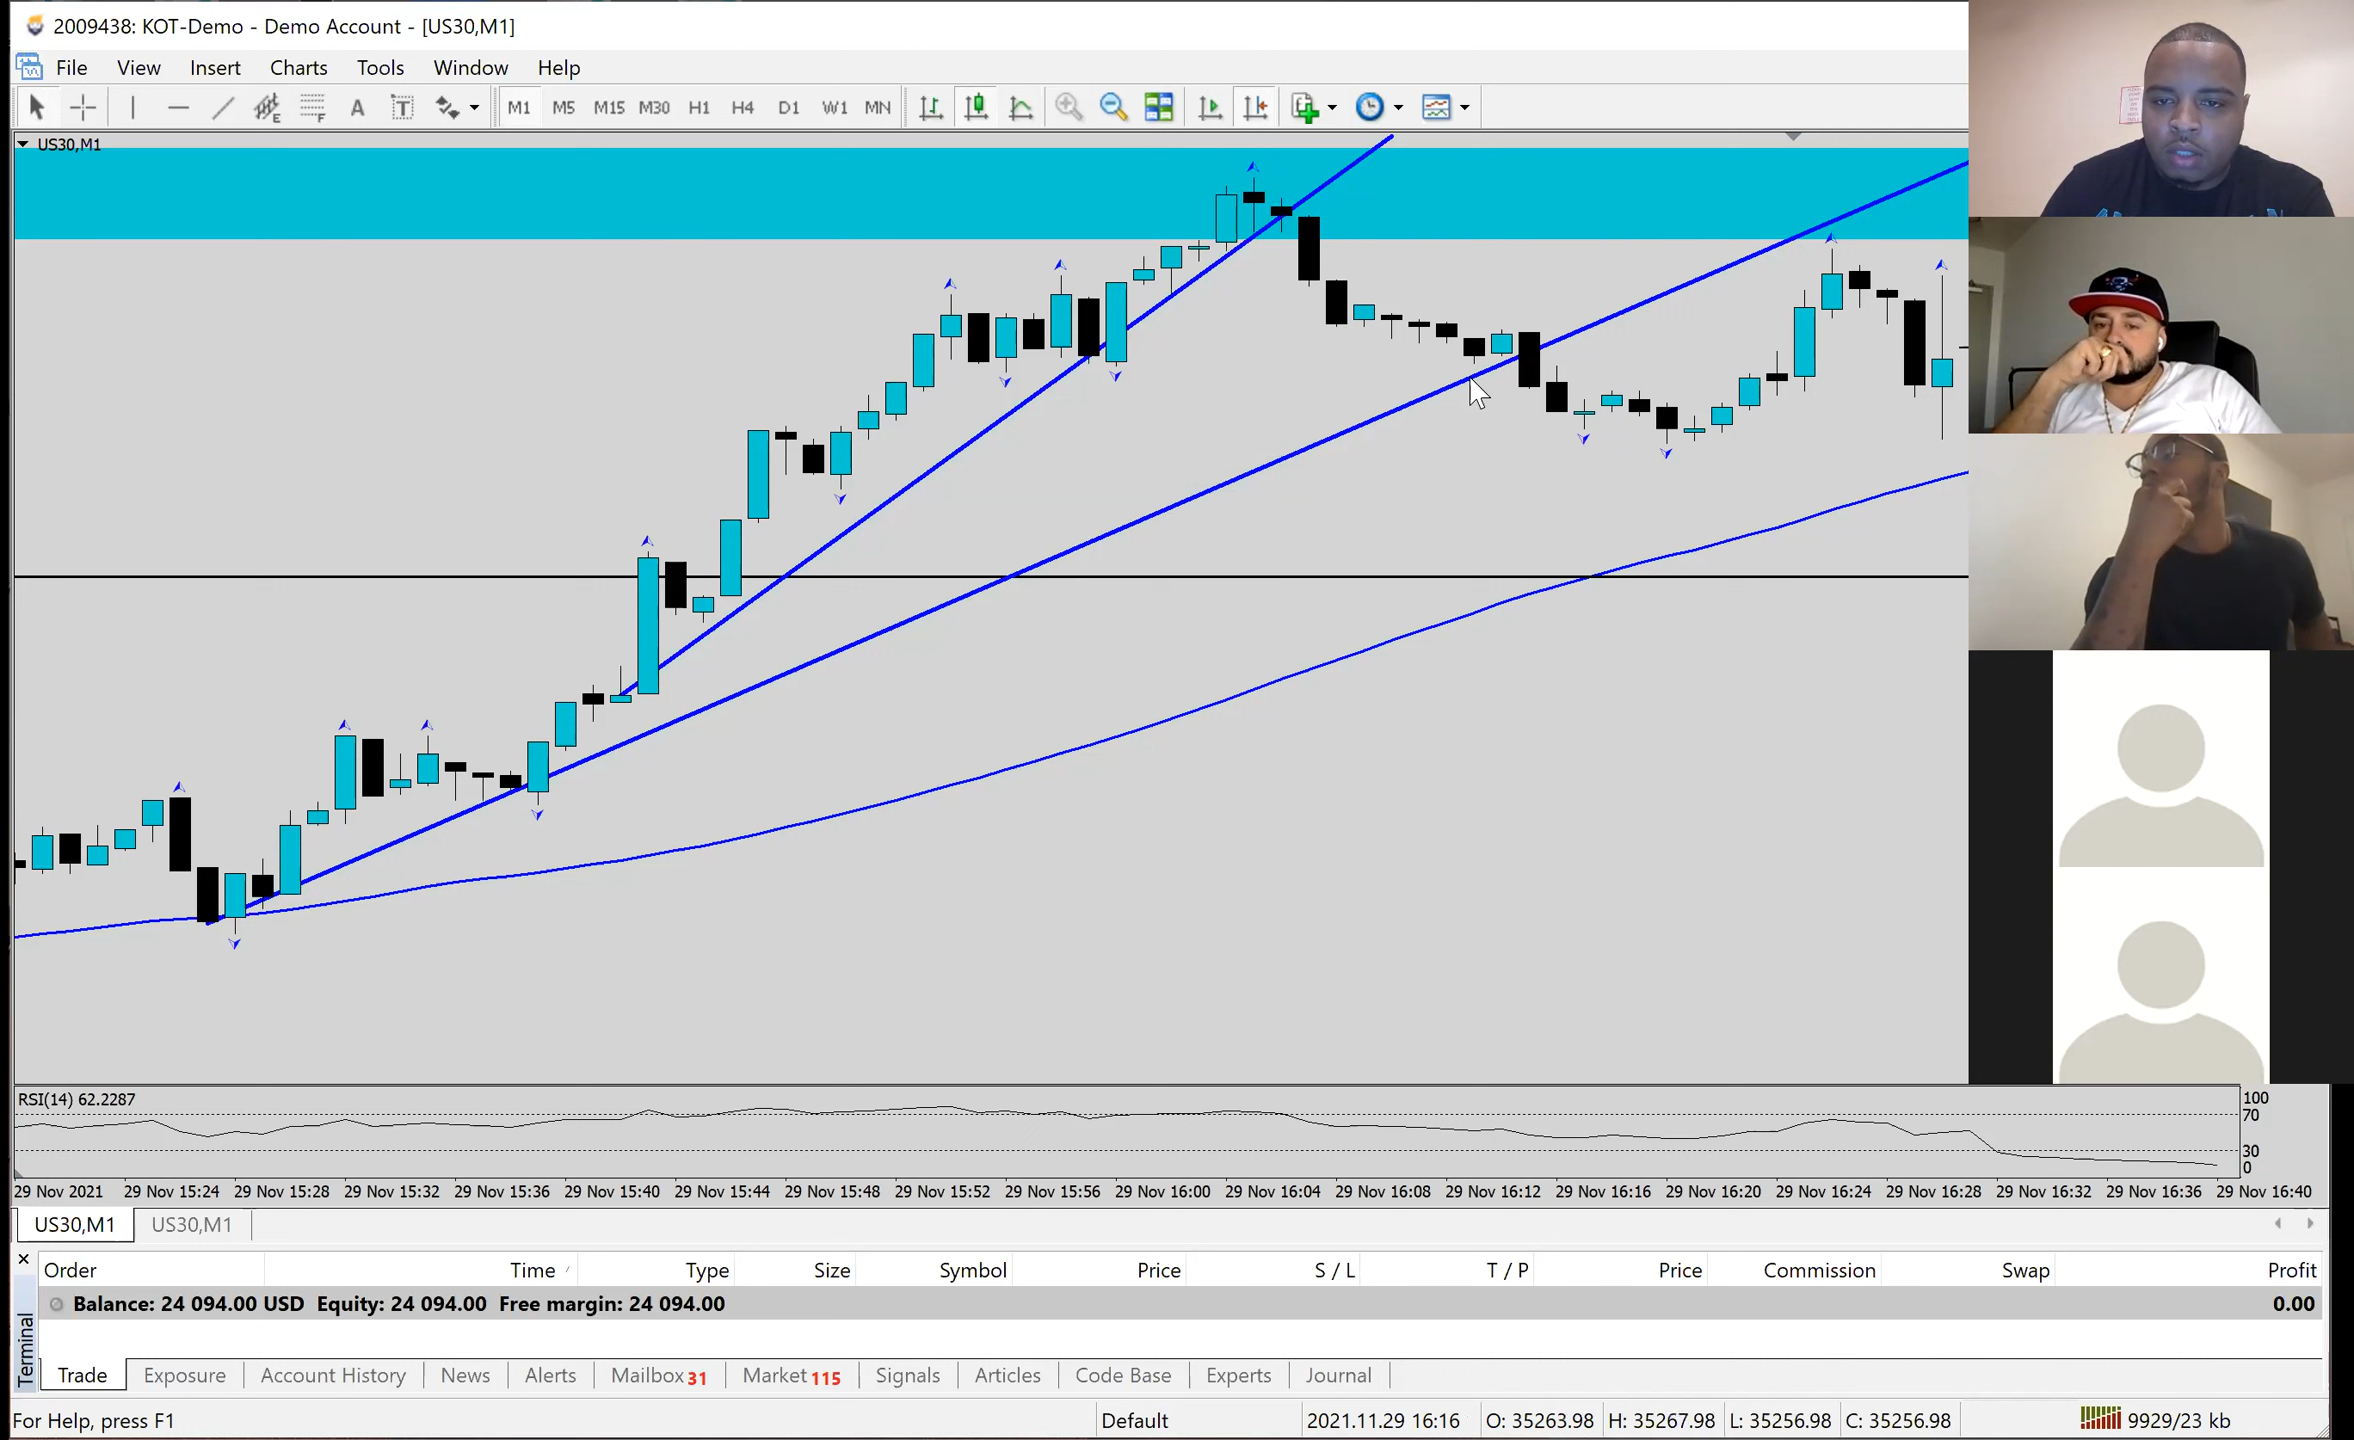 2009438: KOT-Demo - Demo Account - [US30,M1]
File View Insert Charts Tools Window Help
A T M1 M5 M15 M30 H1 H4 D1 W1 MN
US30,M1
RSI(14) 62.2287
100
70
30
0
29 Nov 2021 29 Nov 15:24 29 Nov 15:28 29 Nov 15:32 29 Nov 15:36 29 Nov 15:40 29 Nov 15:44 29 Nov 15:48 29 Nov 15:52 29 Nov 15:56 29 Nov 16:00 29 Nov 16:04 29 Nov 16:08 29 Nov 16:12 29 Nov 16:16 29 Nov 16:20 29 Nov 16:24 29 Nov 16:28 29 Nov 16:32 29 Nov 16:36 29 Nov 16:40
US30,M1 US30,M1
Order Time Type Size Symbol Price S / L T / P Price Commission Swap Profit
Balance: 24 094.00 USD Equity: 24 094.00 Free margin: 24 094.00 0.00
Terminal
Trade Exposure Account History News Alerts Mailbox 31 Market 115 Signals Articles Code Base Experts Journal
For Help, press F1 Default 2021.11.29 16:16 O: 35263.98 H: 35267.98 L: 35256.98 C: 35256.98 9929/23 kb